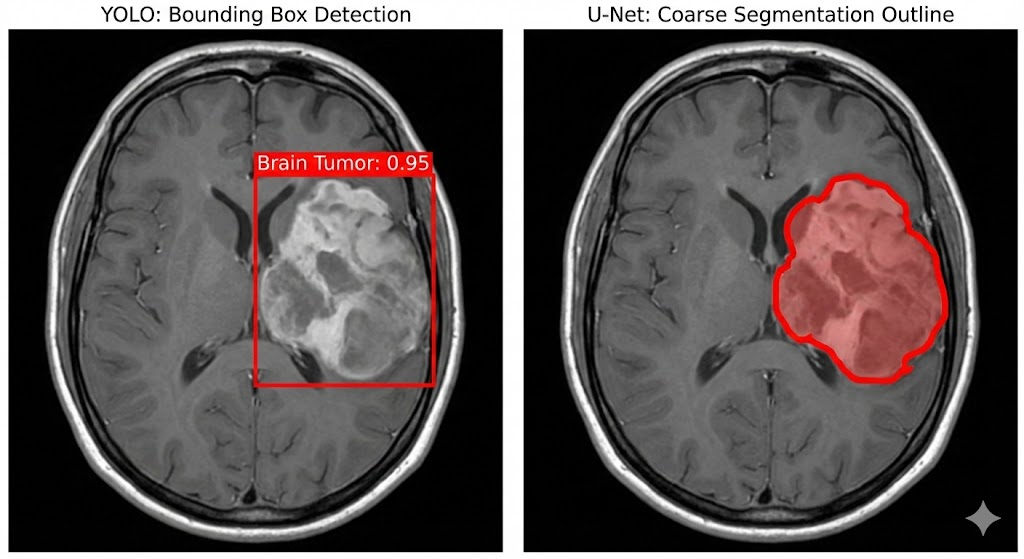 YOLO: Bounding Box Detection
U-Net: Coarse Segmentation Outline
Brain Tumor: 0.95